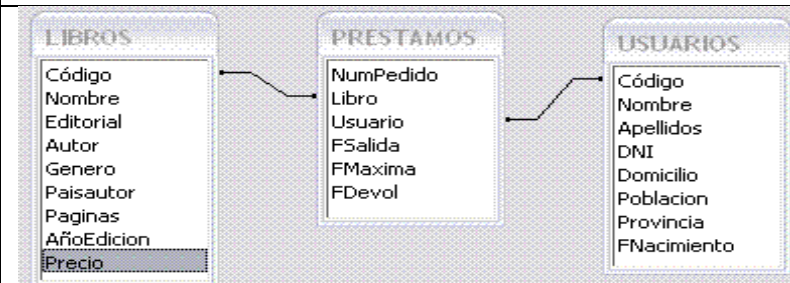 LIBROS
Código
Nombre
Editorial
Autor
Genero
Paisautor
Paginas
AñoEdicion
Precio
PRESTAMOS
NumPedido
Libro
Usuario
FSalida
FMaxima
FDevol
USUARIOS
Código
Nombre
Apellidos
DNI
Domicilio
Poblacion
Provincia
FNacimiento